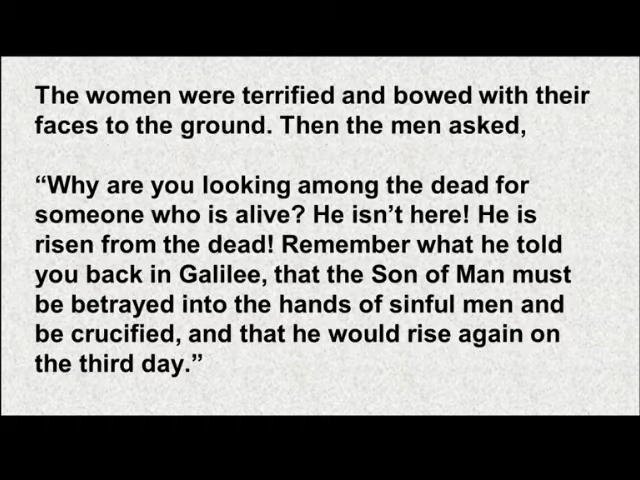 The women were terrified and bowed with their
faces to the ground. Then the men asked,
“Why are you looking among the dead for
someone who is alive? He isn’t here! He is
risen from the dead! Remember what he told
you back in Galilee, that the Son of Man must
be betrayed into the hands of sinful men and
be crucified, and that he would rise again on
the third day.”